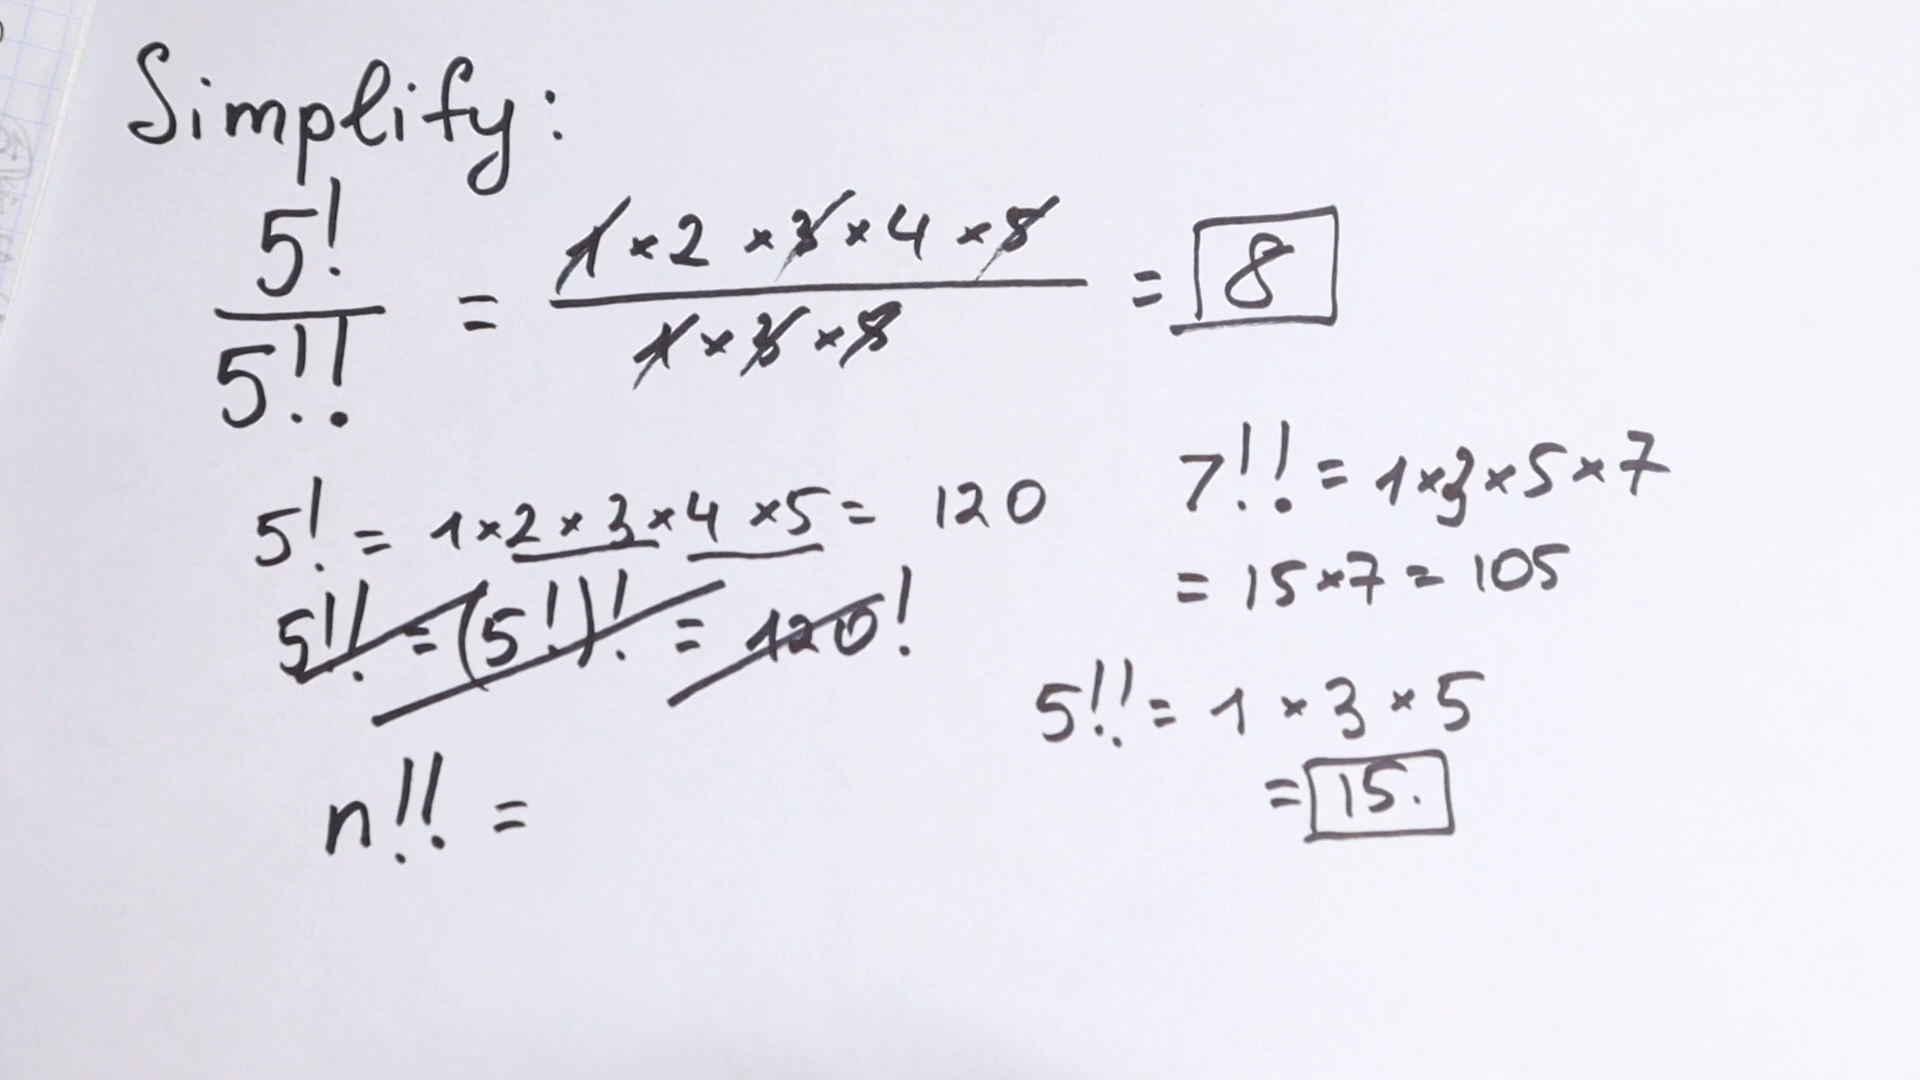 Simplify:
5!/5!! = (1 × 2 × 3 × 4 × 5)/(1 × 3 × 5) = 8
5! = 1 × 2 × 3 × 4 × 5 = 120
5!! = (5!)! = 120!
n!! =
7!! = 1 × 3 × 5 × 7
= 15 × 7 = 105
5!! = 1 × 3 × 5
= 15.